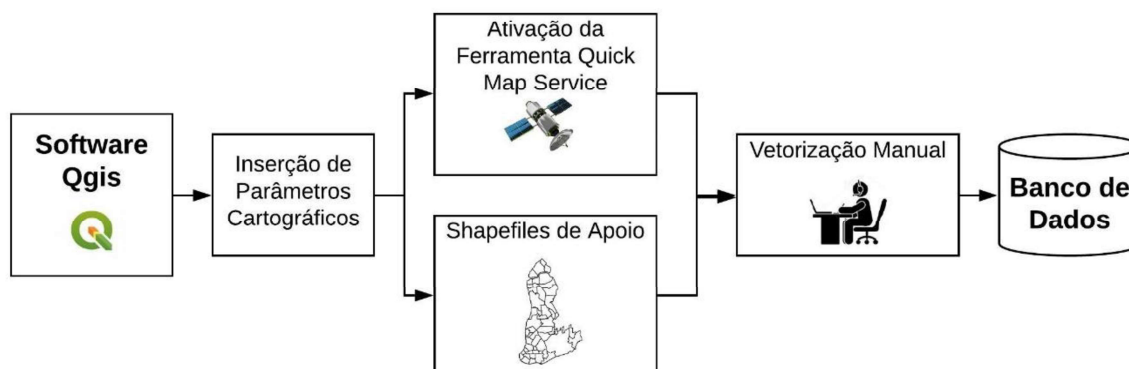 Software
Qgis
Inserção de
Parâmetros
Cartográficos
Ativação da
Ferramenta Quick
Map Service
Shapefiles de Apoio
Vetorização Manual
Banco de
Dados